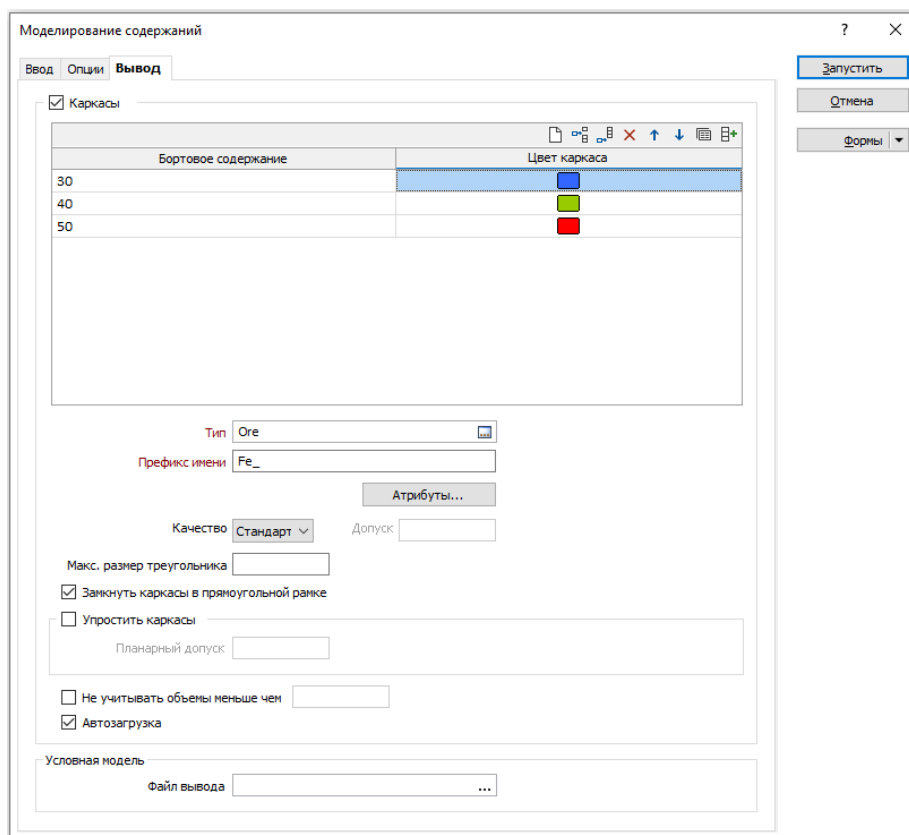 Моделирование содержаний
Ввод Опции Вывод
Запустить
Отмена
Формы
Каркасы
Бортовое содержание Цвет каркаса
30
40
50
Тип Ore
Префикс имени Fe_
Атрибуты...
Качество Стандарт Допуск
Макс. размер треугольника
Замкнуть каркасы в прямоугольной рамке
Упростить каркасы
Планарный допуск
Не учитывать объемы меньше чем
Автозагрузка
Условная модель
Файл вывода ...